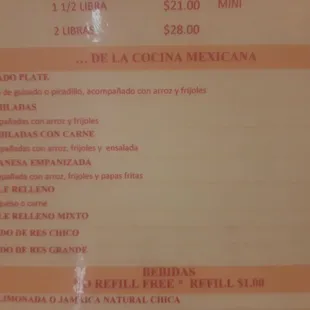 1 1/2 LIBRA $21.00 MINI
2 LIBRAS $28.00
... DE LA COCINA MEXICANA
ADO PLATE
de guisado o picadillo, acompañado con arroz y frijoles
HILADAS
pañadas con arroz y frijoles
HILADAS CON CARNE
pañadas con arroz, frijoles y ensalada
ANESA EMPANIZADA
pañada con arroz, frijoles y papas fritas
LE RELLENO
queso o carne
LE RELLENO MIXTO
DO DE RES CHICO
DO DE RES GRANDE
BEBIDAS
O REFILL FREE * REFILL $1.00
LIMONADA O JAMAICA NATURAL CHICA